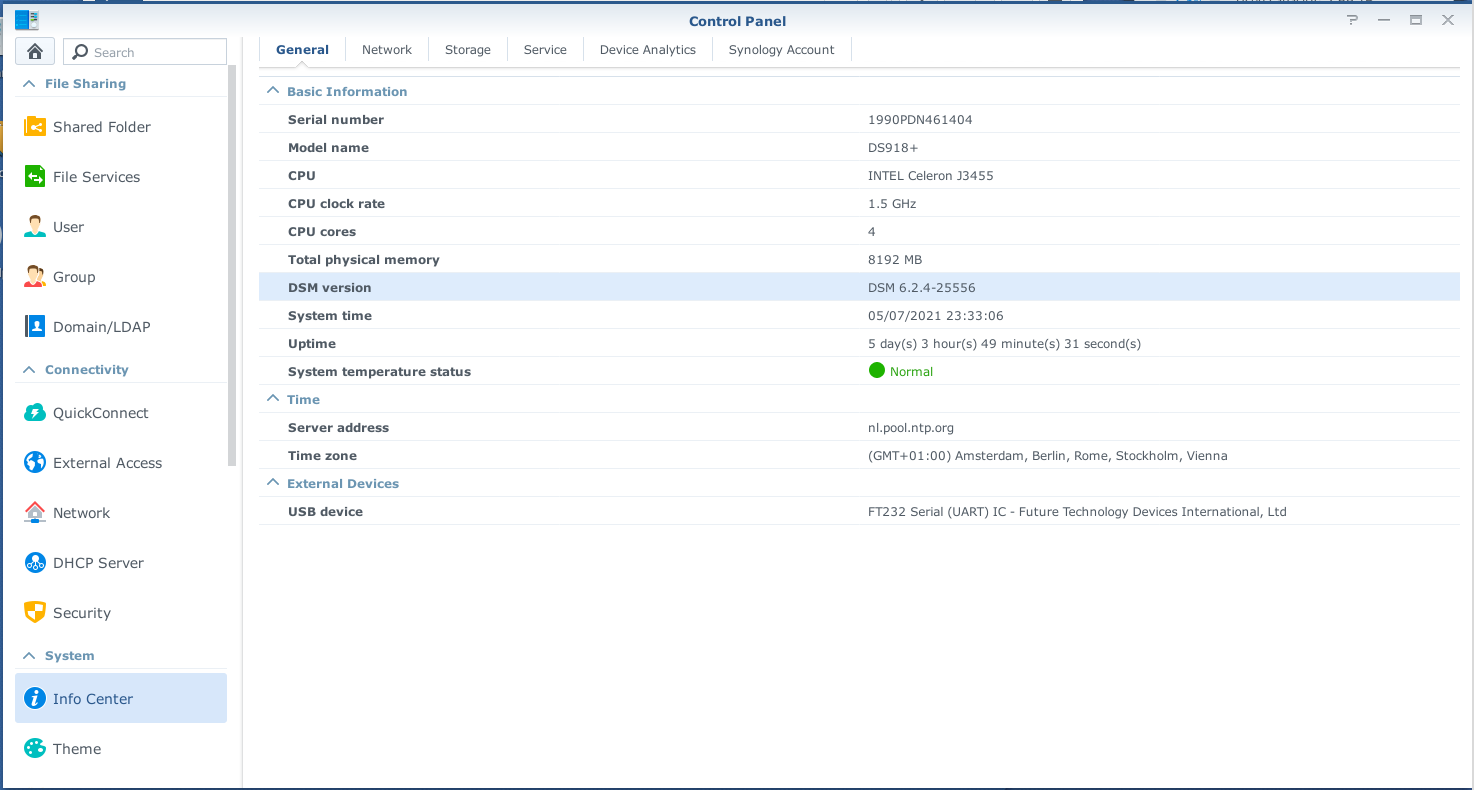 Control Panel
Search
General Network Storage Service Device Analytics Synology Account
File Sharing
Shared Folder
File Services
User
Group
Domain/LDAP
Connectivity
QuickConnect
External Access
Network
DHCP Server
Security
System
Info Center
Theme
Basic Information
Serial number 1990PDN461404
Model name DS918+
CPU INTEL Celeron J3455
CPU clock rate 1.5 GHz
CPU cores 4
Total physical memory 8192 MB
DSM version DSM 6.2.4-25556
System time 05/07/2021 23:33:06
Uptime 5 day(s) 3 hour(s) 49 minute(s) 31 second(s)
System temperature status Normal
Time
Server address nl.pool.ntp.org
Time zone (GMT+01:00) Amsterdam, Berlin, Rome, Stockholm, Vienna
External Devices
USB device FT232 Serial (UART) IC - Future Technology Devices International, Ltd